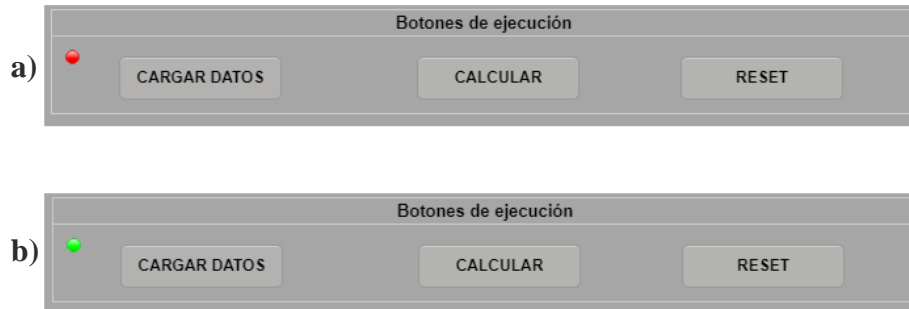 Botones de ejecución
a) CARGAR DATOS CALCULAR RESET
Botones de ejecución
b) CARGAR DATOS CALCULAR RESET